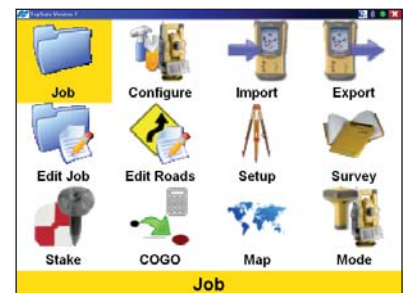 Job Configure Import Export
Edit Job Edit Roads Setup Survey
Stake COGO Map Mode
Job